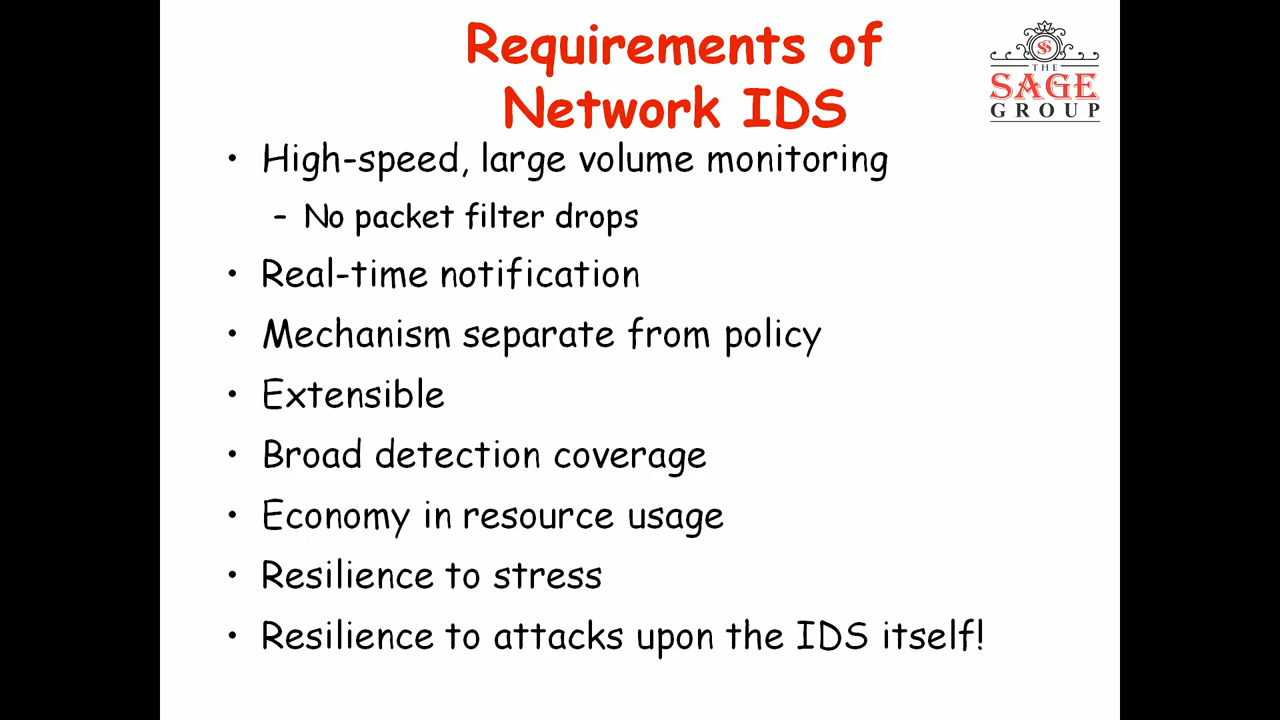 Requirements of
Network IDS
SS
THE
SAGE
GROUP
• High-speed, large volume monitoring
– No packet filter drops
• Real-time notification
• Mechanism separate from policy
• Extensible
• Broad detection coverage
• Economy in resource usage
• Resilience to stress
• Resilience to attacks upon the IDS itself!